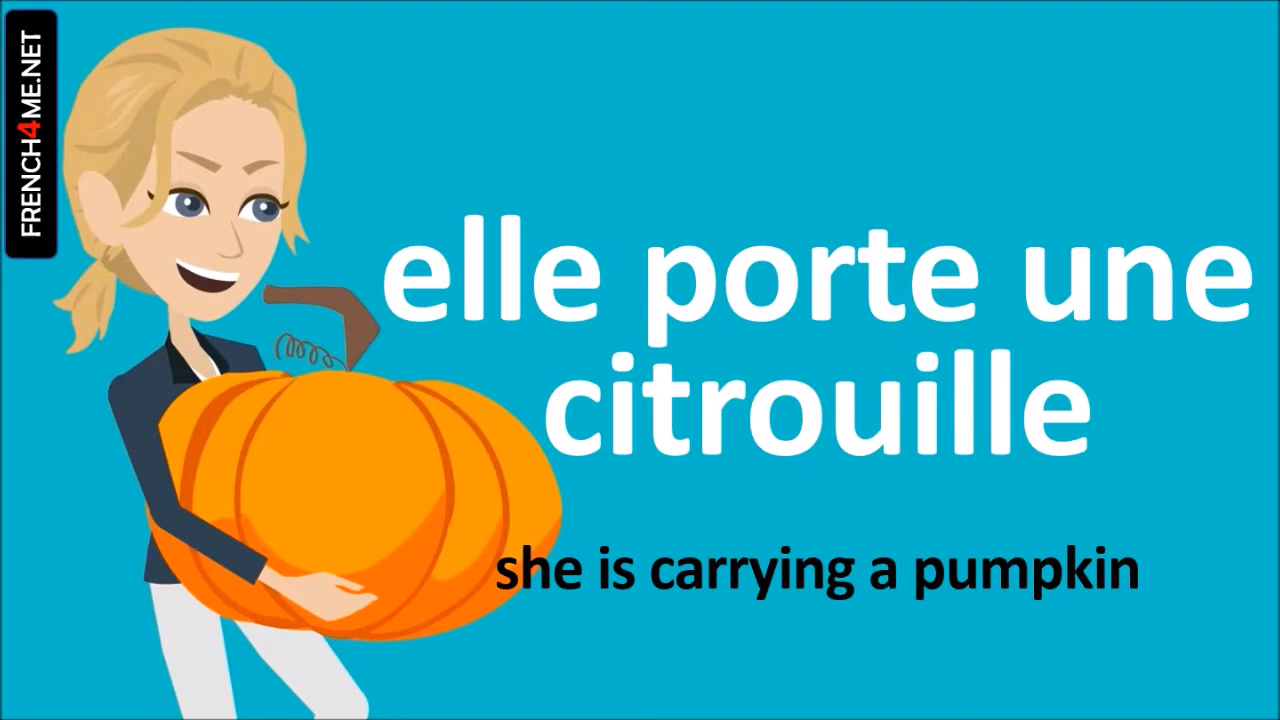 FRENCH4ME.NET
elle porte une
citrouille
she is carrying a pumpkin